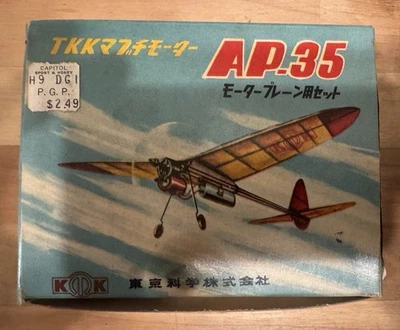 TKKマブチモーター
AP.35
モータープレーン用セット
CAPITOL
SPORT & HOBBY
H9 DG1
P.G.P.
$2.49
KTK
東京科学株式会社